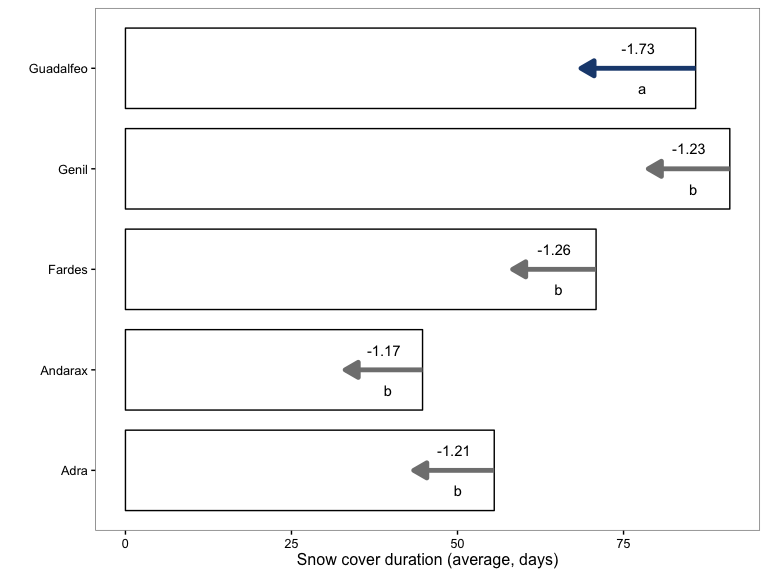 Guadalfeo
-1.73
a
Genil
-1.23
b
Fardes
-1.26
b
Andarax
-1.17
b
Adra
-1.21
b
0 25 50 75
Snow cover duration (average, days)